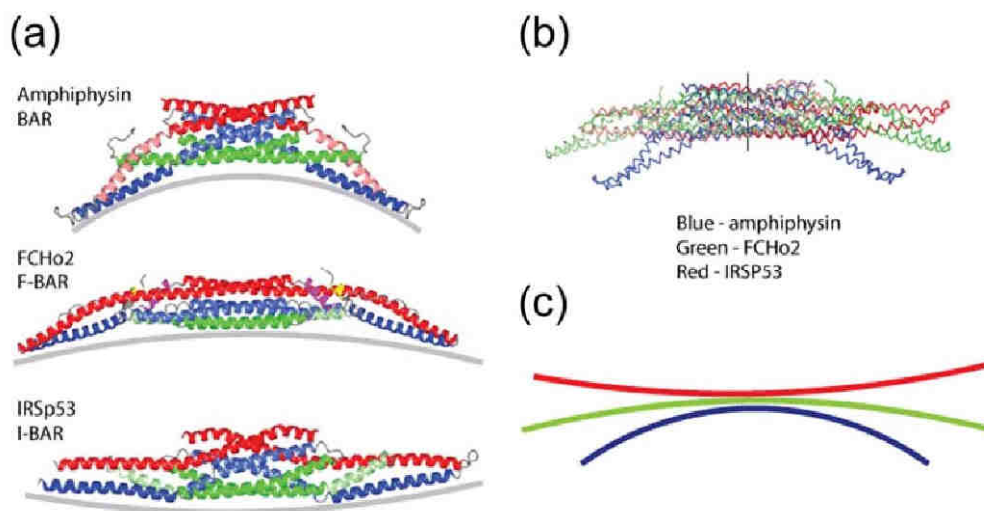 (a)
Amphiphysin
BAR
FCHo2
F-BAR
IRSp53
I-BAR
(b)
Blue - amphiphysin
Green - FCHo2
Red - IRSP53
(c)